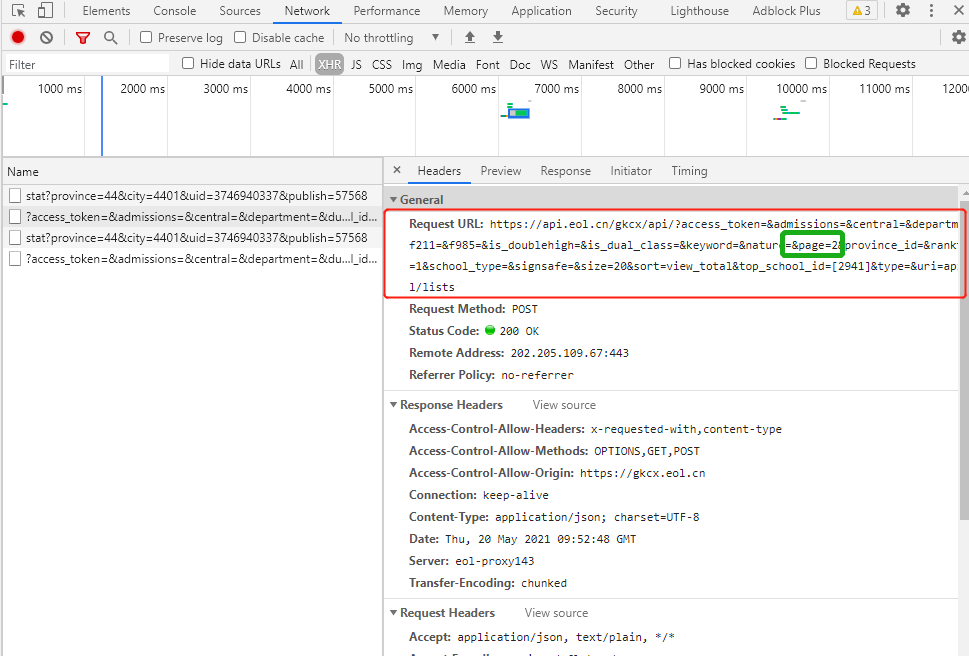 Elements Console Sources Network Performance Memory Application Security Lighthouse Adblock Plus 3
Preserve log Disable cache No throttling
Filter Hide data URLs All XHR JS CSS Img Media Font Doc WS Manifest Other Has blocked cookies Blocked Requests
1000 ms 2000 ms 3000 ms 4000 ms 5000 ms 6000 ms 7000 ms 8000 ms 9000 ms 10000 ms 11000 ms 12000
Name
stat?province=44&city=4401&uid=3746940337&publish=57568
?access_token=&admissions=&central=&department=&du...l_id...
stat?province=44&city=4401&uid=3746940337&publish=57568
?access_token=&admissions=&central=&department=&du...l_id...
Headers Preview Response Initiator Timing
General
Request URL: https://api.eol.cn/gkcx/api/?access_token=&admissions=&central=&departm
f211=&f985=&is_doublehigh=&is_dual_class=&keyword=&nature=&page=2&province_id=&rankt
=1&school_type=&signsafe=&size=20&sort=view_total&top_school_id=[2941]&type=&uri=ap
l/lists
Request Method: POST
Status Code: 200 OK
Remote Address: 202.205.109.67:443
Referrer Policy: no-referrer
Response Headers View source
Access-Control-Allow-Headers: x-requested-with,content-type
Access-Control-Allow-Methods: OPTIONS,GET,POST
Access-Control-Allow-Origin: https://gkcx.eol.cn
Connection: keep-alive
Content-Type: application/json; charset=UTF-8
Date: Thu, 20 May 2021 09:52:48 GMT
Server: eol-proxy143
Transfer-Encoding: chunked
Request Headers View source
Accept: application/json, text/plain, */*